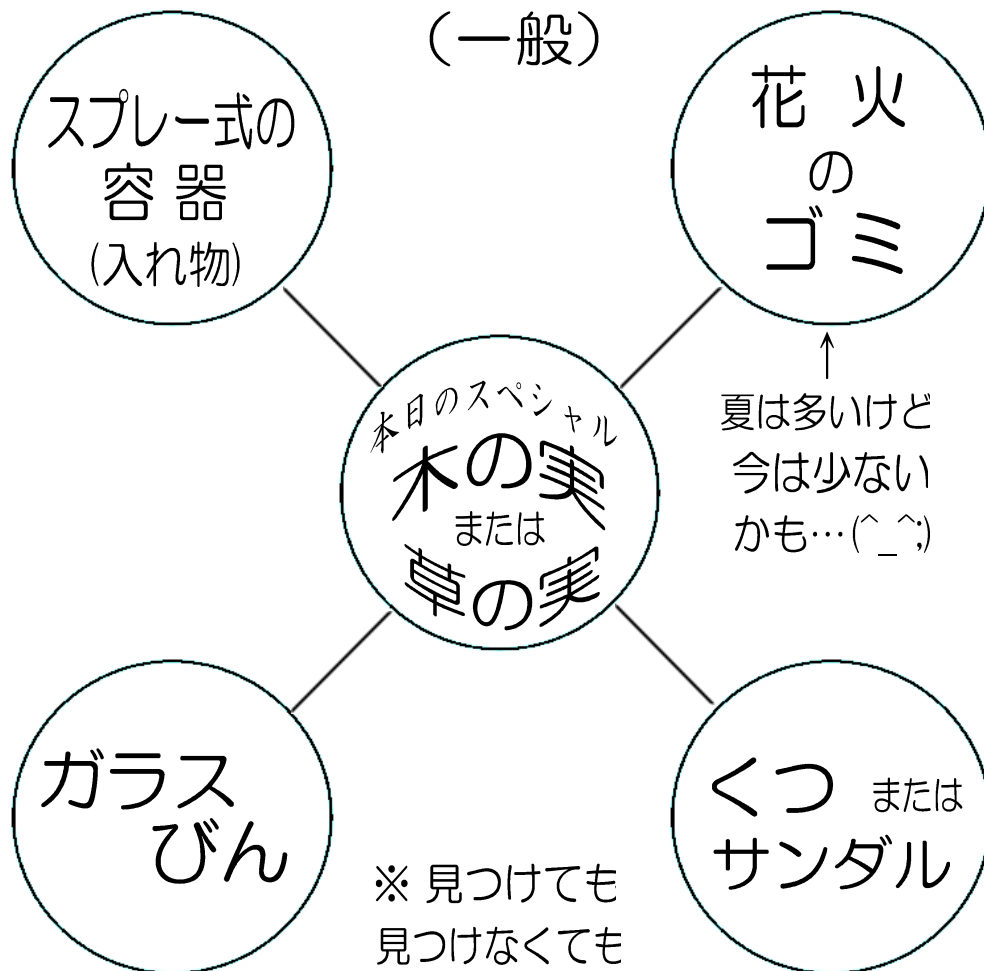 （一般）
スプレー式の
容器
(入れ物)
花火
の
ゴミ
夏は多いけど
今は少ない
かも…(^_^;)
本日のスペシャル
木の実
または
草の実
ガラス
びん
くつ または
サンダル
※ 見つけても
見つけなくても